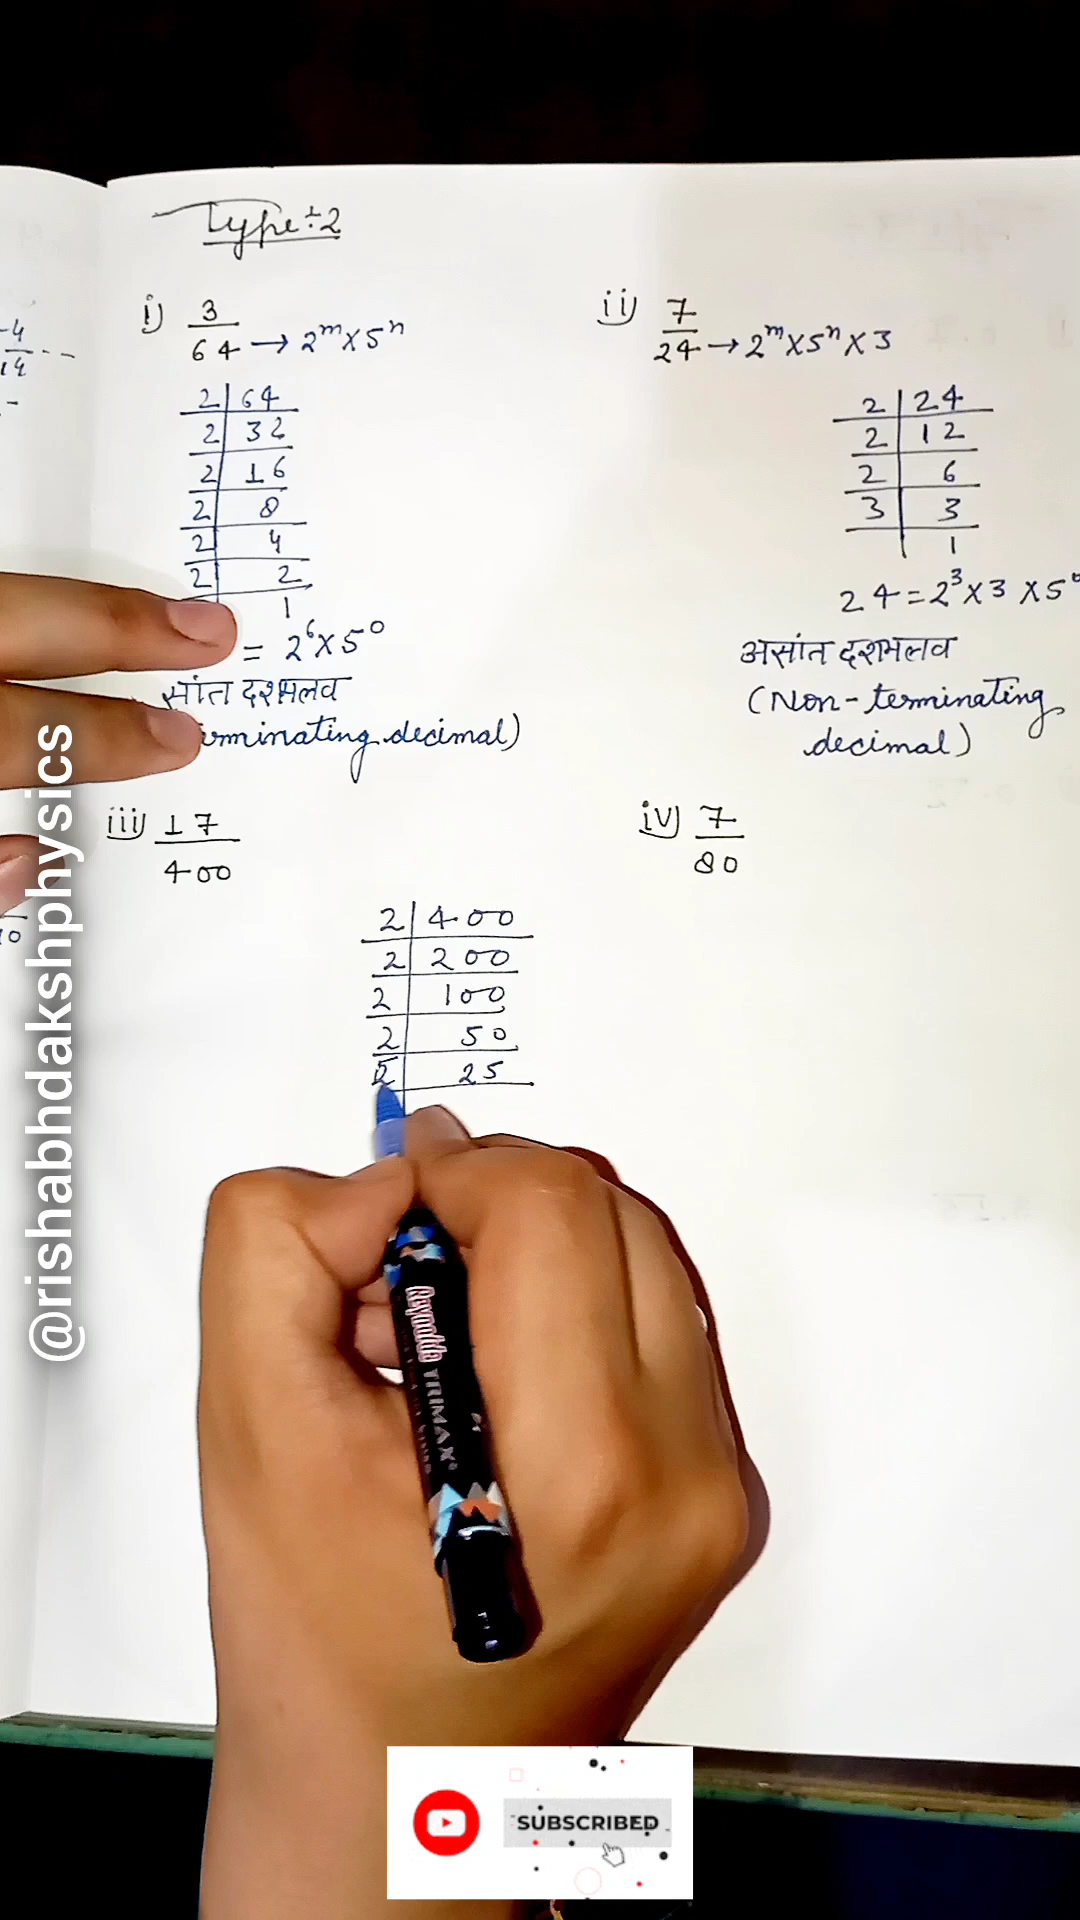 Type÷2
i) 3/64 → 2^m×5^n
2|64
2|32
2|16
2|8
2|4
2|2
1
= 2^6×5^0
सांत दशमलव
decimal)
ii) 7/24 → 2^m×5^n×3
2|24
2|12
2|6
3|3
1
24=2^3×3×5^0
असांत दशमलव
(Non-terminating
decimal)
iii) 17/400
2|400
2|200
2|100
2|50
5|25
iv) 7/80
@rishabhdakshphysics
Reynolds TRIMAX
SUBSCRIBED